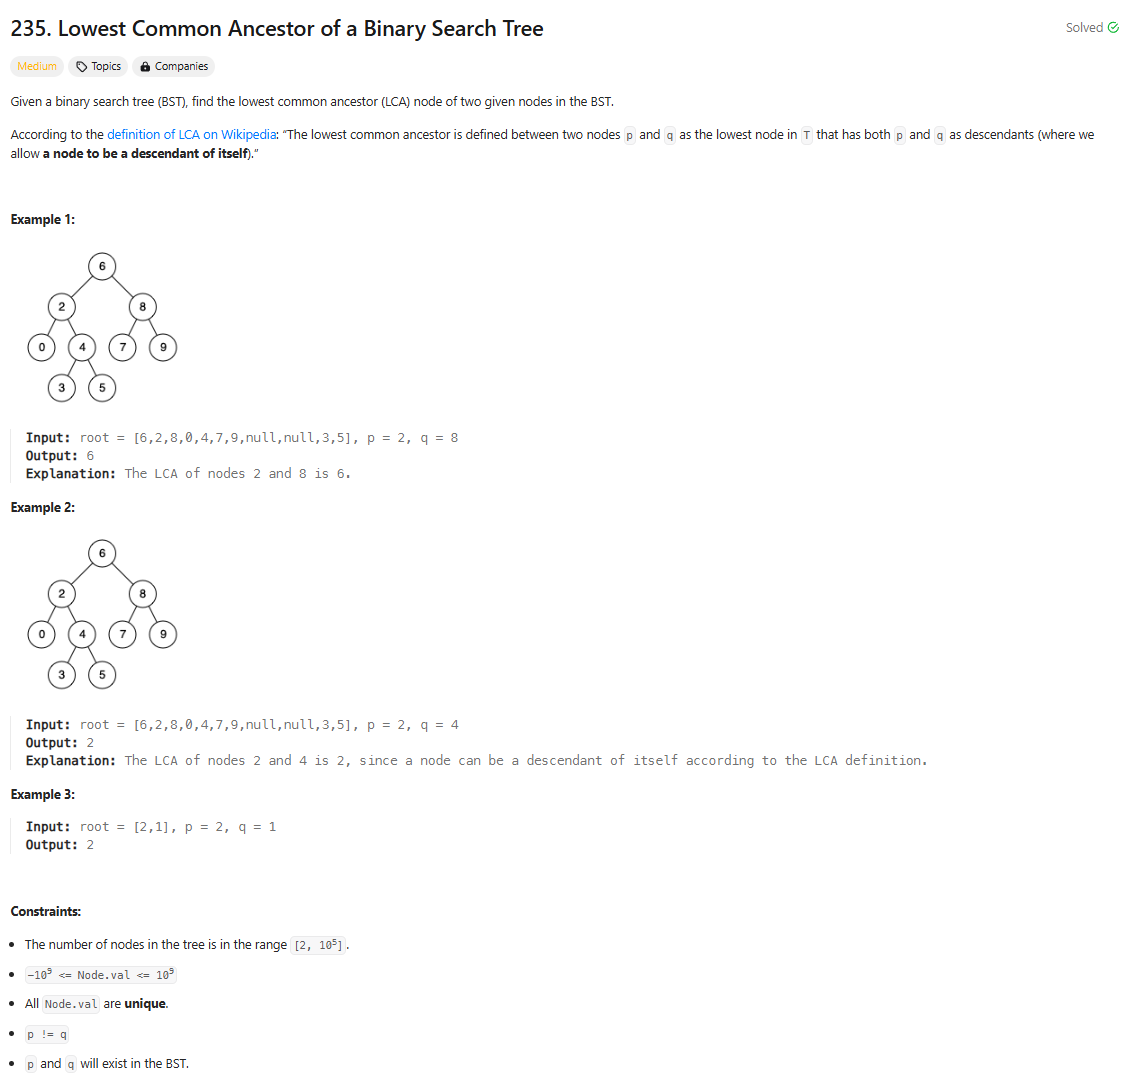 235. Lowest Common Ancestor of a Binary Search Tree
Solved
Medium Topics Companies
Given a binary search tree (BST), find the lowest common ancestor (LCA) node of two given nodes in the BST.
According to the definition of LCA on Wikipedia: “The lowest common ancestor is defined between two nodes p and q as the lowest node in T that has both p and q as descendants (where we
allow a node to be a descendant of itself).”
Example 1:
6
2 8
0 4 7 9
3 5
Input: root = [6,2,8,0,4,7,9,null,null,3,5], p = 2, q = 8
Output: 6
Explanation: The LCA of nodes 2 and 8 is 6.
Example 2:
6
2 8
0 4 7 9
3 5
Input: root = [6,2,8,0,4,7,9,null,null,3,5], p = 2, q = 4
Output: 2
Explanation: The LCA of nodes 2 and 4 is 2, since a node can be a descendant of itself according to the LCA definition.
Example 3:
Input: root = [2,1], p = 2, q = 1
Output: 2
Constraints:
• The number of nodes in the tree is in the range [2, 10⁵].
• -10⁹ <= Node.val <= 10⁹
• All Node.val are unique.
• p != q
• p and q will exist in the BST.